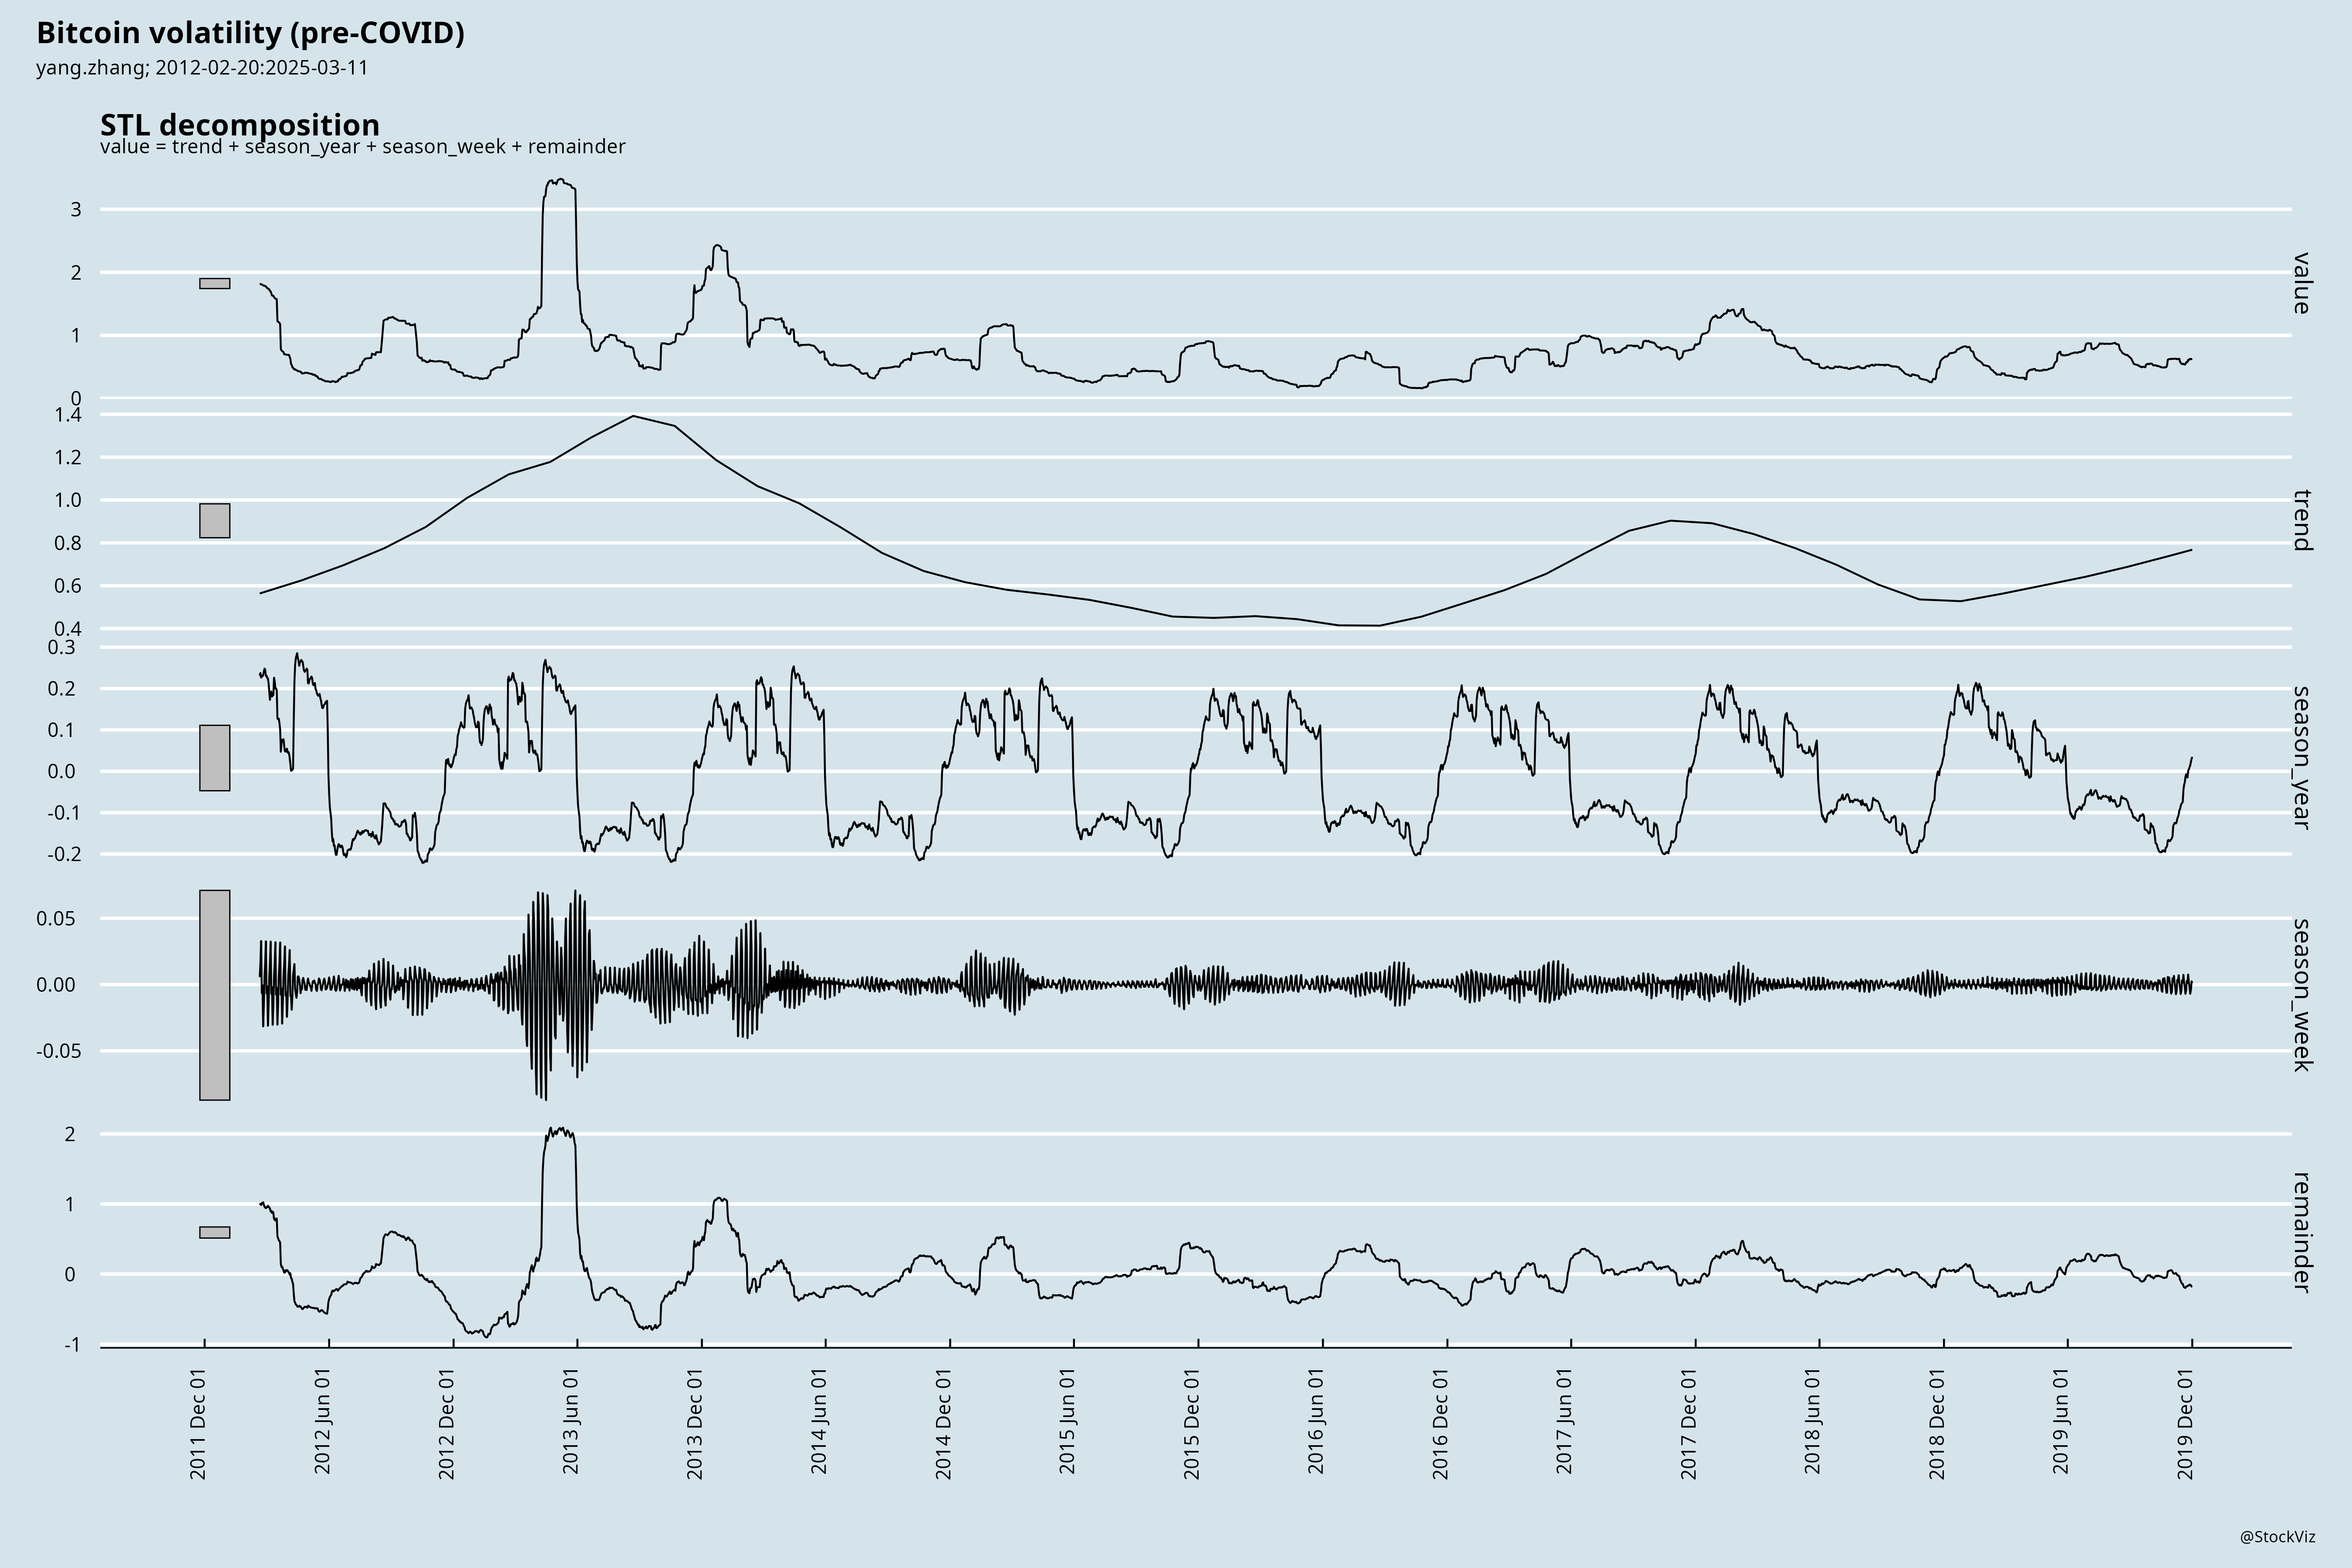 Bitcoin volatility (pre-COVID)
yang.zhang; 2012-02-20:2025-03-11
STL decomposition
value = trend + season_year + season_week + remainder
3
2
1
0
value
1.4
1.2
1.0
0.8
0.6
0.4
trend
0.3
0.2
0.1
0.0
-0.1
-0.2
season_year
0.05
0.00
-0.05
season_week
2
1
0
-1
remainder
2011 Dec 01
2012 Jun 01
2012 Dec 01
2013 Jun 01
2013 Dec 01
2014 Jun 01
2014 Dec 01
2015 Jun 01
2015 Dec 01
2016 Jun 01
2016 Dec 01
2017 Jun 01
2017 Dec 01
2018 Jun 01
2018 Dec 01
2019 Jun 01
2019 Dec 01
@StockViz